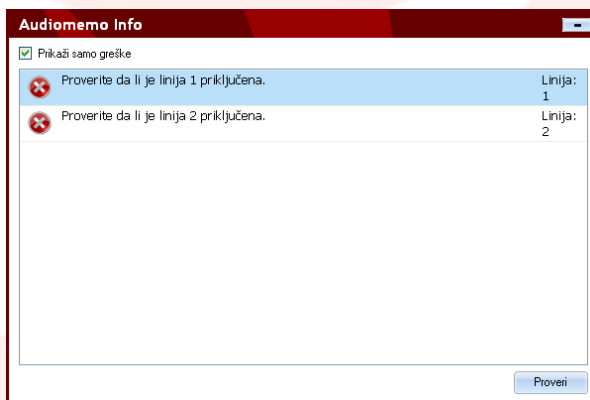 Audiomemo Info
Prikaži samo greške
Proverite da li je linija 1 priključena.
Linija:
1
Proverite da li je linija 2 priključena.
Linija:
2
Proveri